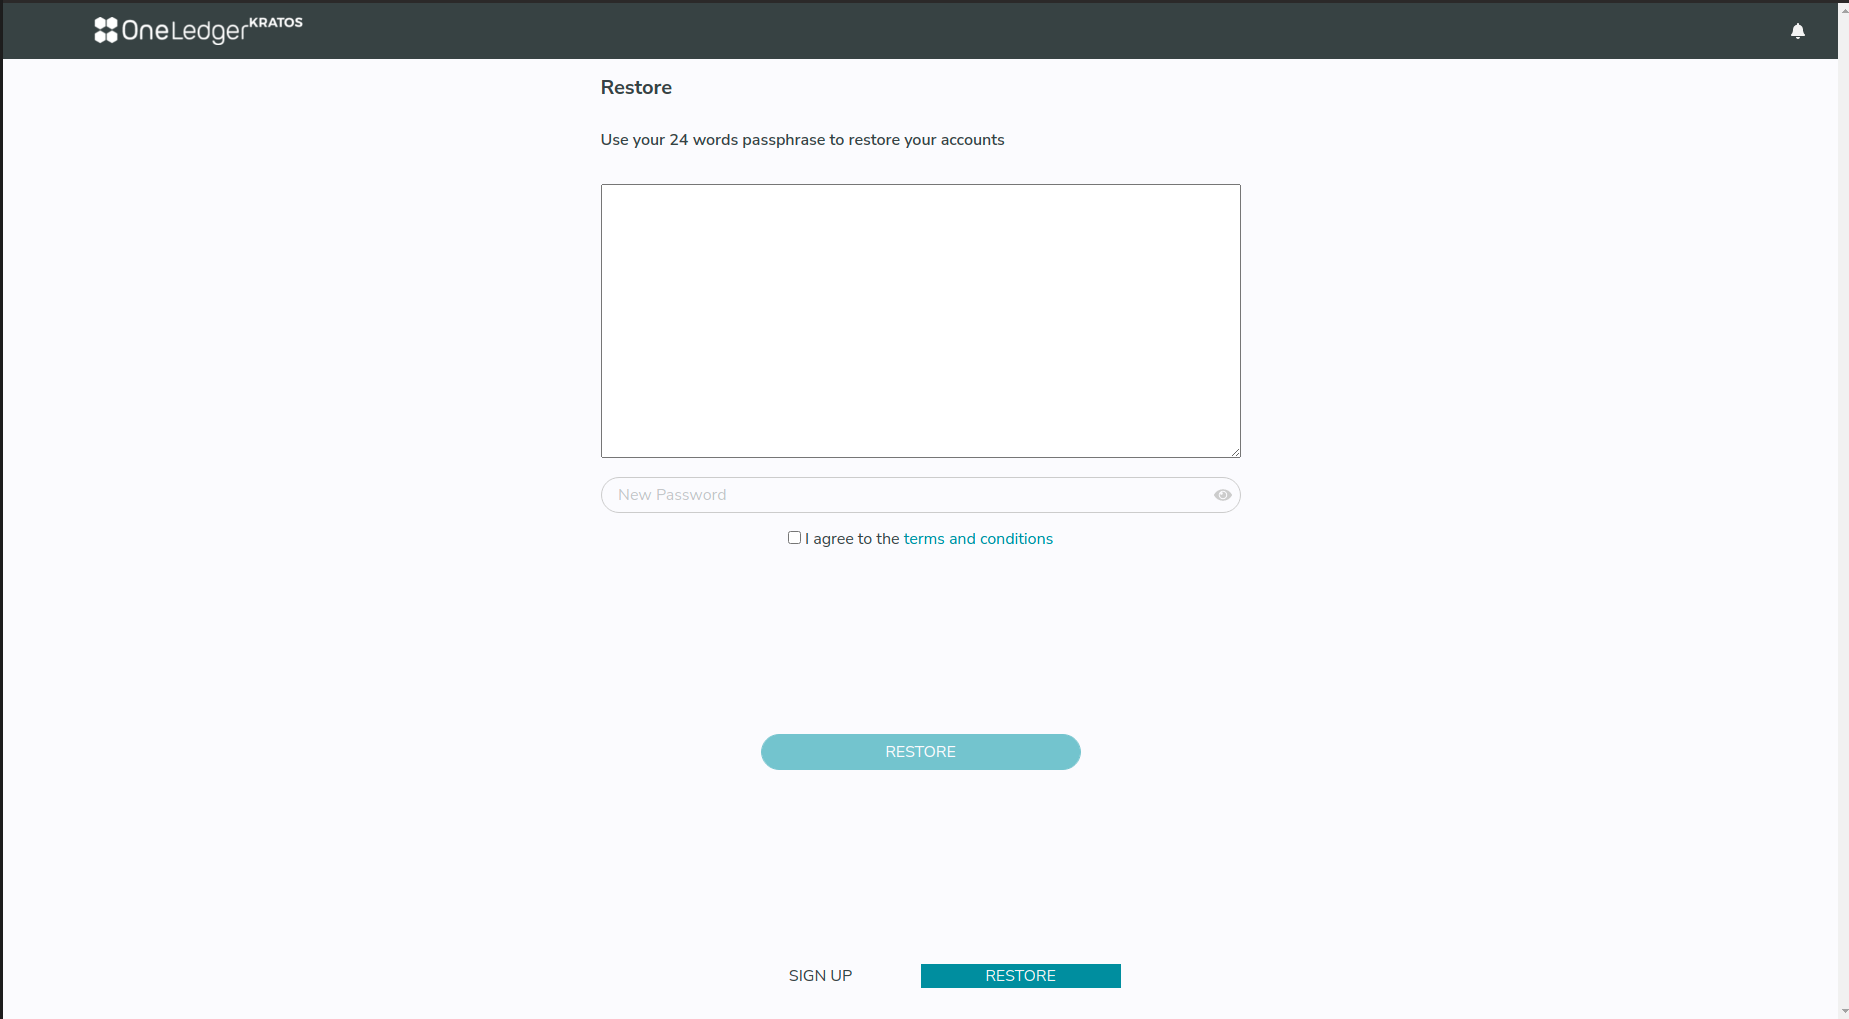 OneLedger KRATOS
Restore
Use your 24 words passphrase to restore your accounts
New Password
I agree to the terms and conditions
RESTORE
SIGN UP
RESTORE